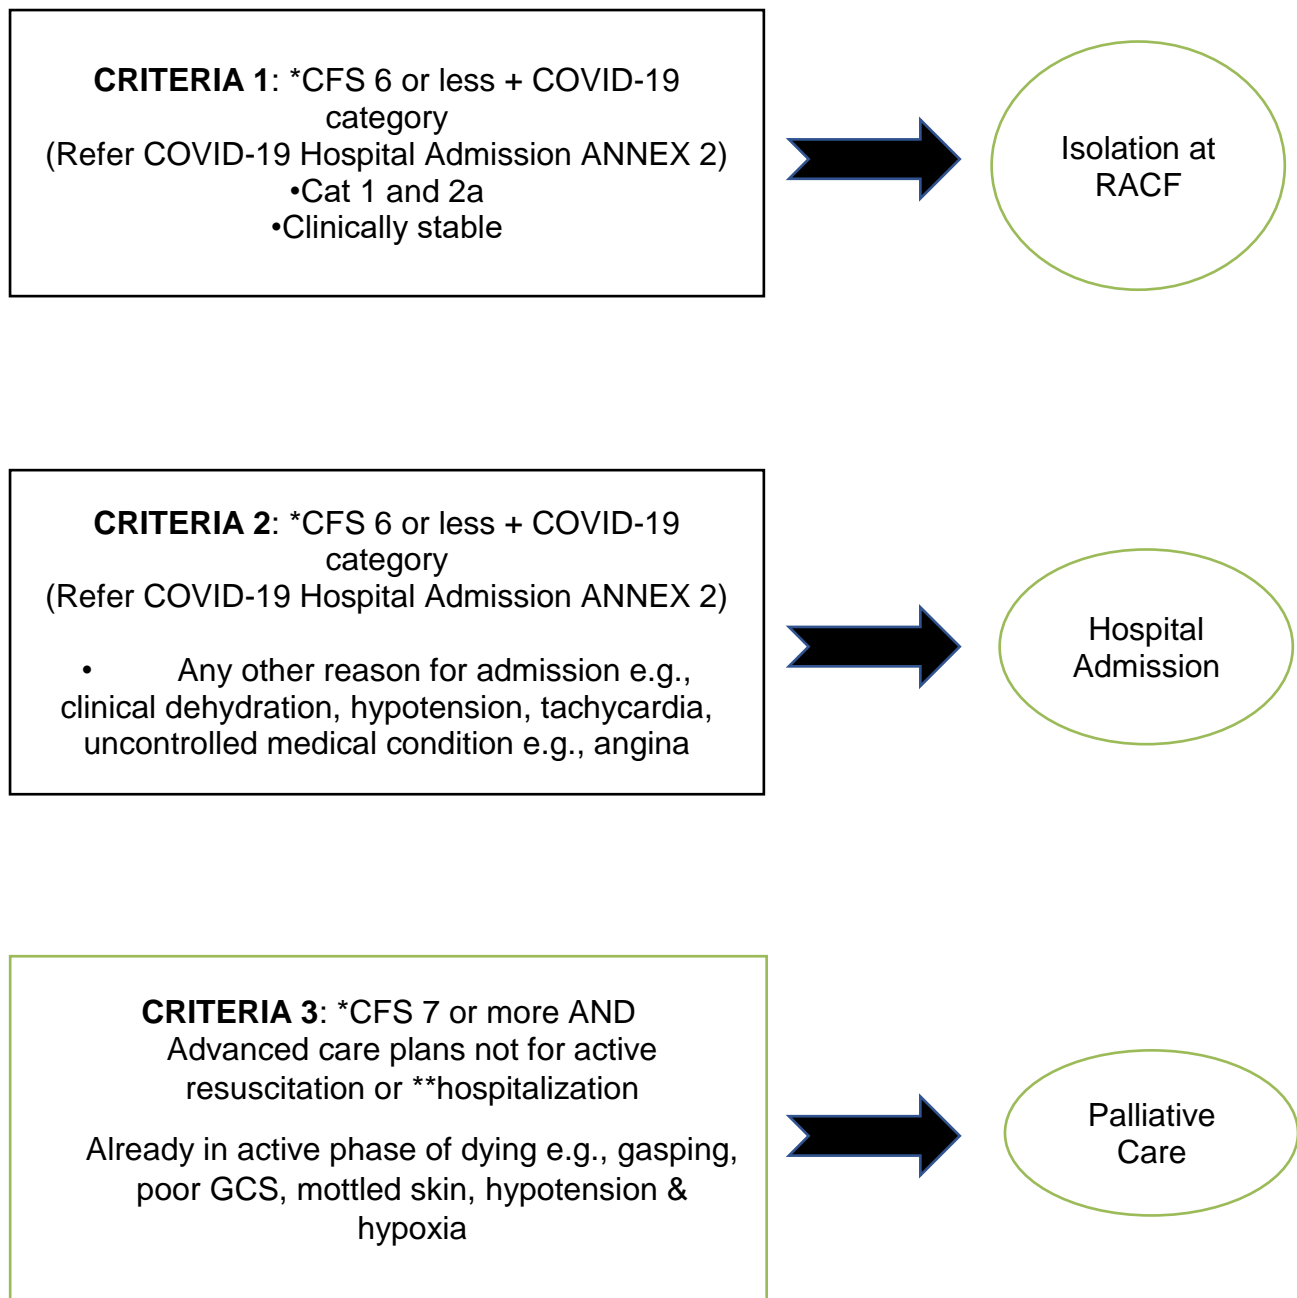 CRITERIA 1: *CFS 6 or less + COVID-19
category
(Refer COVID-19 Hospital Admission ANNEX 2)
•Cat 1 and 2a
•Clinically stable
Isolation at
RACF
CRITERIA 2: *CFS 6 or less + COVID-19
category
(Refer COVID-19 Hospital Admission ANNEX 2)
• Any other reason for admission e.g.,
clinical dehydration, hypotension, tachycardia,
uncontrolled medical condition e.g., angina
Hospital
Admission
CRITERIA 3: *CFS 7 or more AND
Advanced care plans not for active
resuscitation or **hospitalization
Already in active phase of dying e.g., gasping,
poor GCS, mottled skin, hypotension &
hypoxia
Palliative
Care